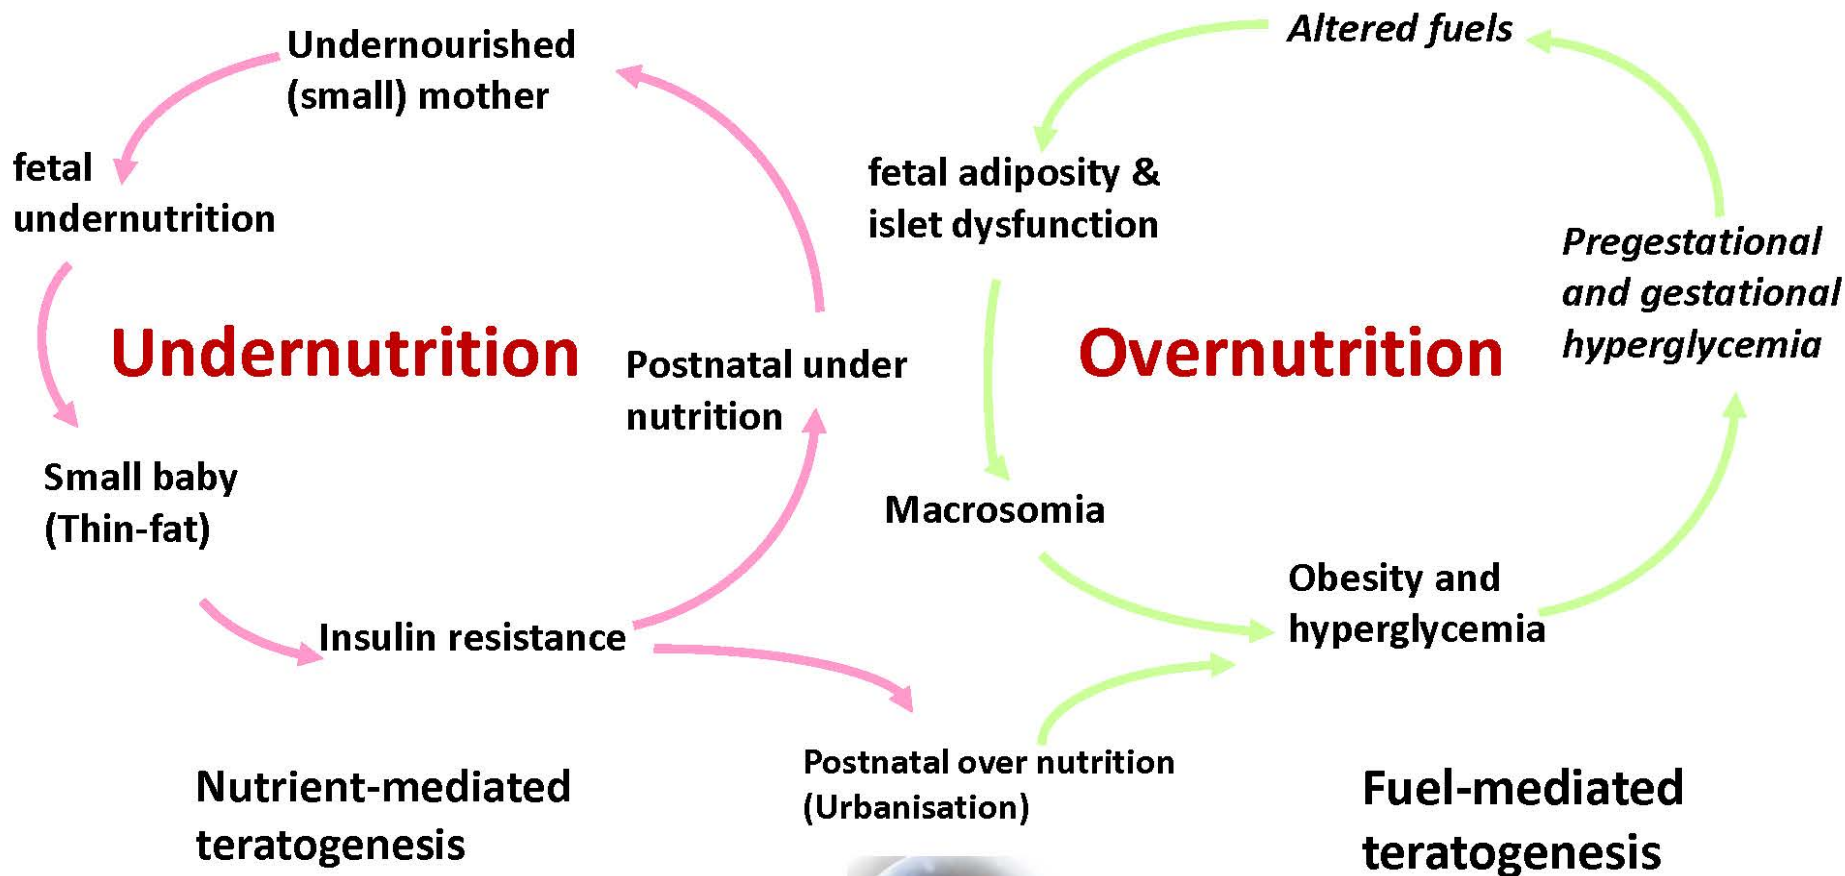 Undernourished
(small) mother
fetal
undernutrition
Undernutrition
Postnatal under
nutrition
Small baby
(Thin-fat)
Insulin resistance
Nutrient-mediated
teratogenesis
Altered fuels
fetal adiposity &
islet dysfunction
Pregestational
and gestational
hyperglycemia
Overnutrition
Macrosomia
Obesity and
hyperglycemia
Postnatal over nutrition
(Urbanisation)
Fuel-mediated
teratogenesis